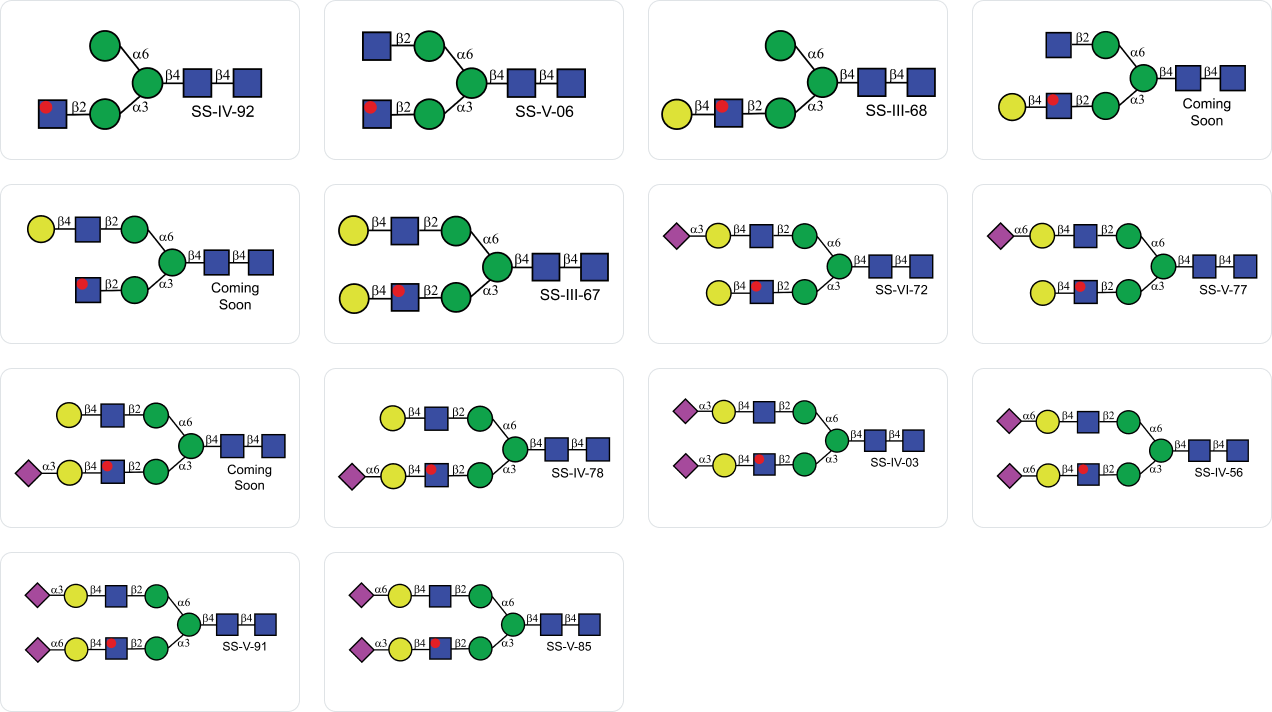 α6
β4 β4
β2 α3 SS-IV-92
β2
α6
β4 β4
β2 α3 SS-V-06
α6
β4 β4
β4 β2 α3 SS-III-68
β2
α6
β4 β4
β4 β2 α3 Coming
Soon
β4 β2
α6
β4 β4
β2 α3 Coming
Soon
β4 β2
α6
β4 β4
β4 β2 α3 SS-III-67
α3 β4 β2
α6
β4 β4
β4 β2 α3 SS-VI-72
α6 β4 β2
α6
β4 β4
β4 β2 α3 SS-V-77
β4 β2
α6
β4 β4
α3 β4 β2 α3 Coming
Soon
β4 β2
α6
β4 β4
α6 β4 β2 α3 SS-IV-78
α3 β4 β2
α6
β4 β4
α3 β4 β2 α3 SS-IV-03
α6 β4 β2
α6
β4 β4
α6 β4 β2 α3 SS-IV-56
α3 β4 β2
α6
β4 β4
α6 β4 β2 α3 SS-V-91
α6 β4 β2
α6
β4 β4
α3 β4 β2 α3 SS-V-85